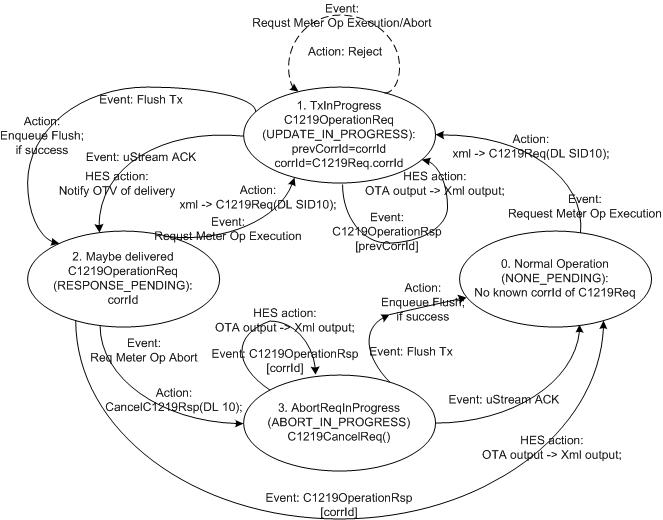 Event:
Requst Meter Op Execution/Abort
Action: Reject
1. TxInProgress
C1219OperationReq
(UPDATE_IN_PROGRESS):
prevCorrId=corrId
corrId=C1219Req.corrId
Event: Flush Tx
Action:
Enqueue Flush;
if success
Event: uStream ACK
HES action:
Notify OTV of delivery
Action:
xml -> C1219Req(DL SID10);
Event:
Requst Meter Op Execution
HES action:
OTA output -> Xml output;
Event:
C1219OperationRsp
[prevCorrId]
Action:
xml -> C1219Req(DL SID10);
Event:
Request Meter Op Execution
2. Maybe delivered
C1219OperationReq
(RESPONSE_PENDING):
corrId
0. Normal Operation
(NONE_PENDING):
No known corrId of C1219Req
Action:
Enqueue Flush;
if success
HES action:
OTA output -> Xml output;
Event: C1219OperationRsp
[corrId]
Event: Flush Tx
Event:
Req Meter Op Abort
Action:
CancelC1219Rsp(DL 10);
3. AbortReqInProgress
(ABORT_IN_PROGRESS)
C1219CancelReq()
Event: uStream ACK
HES action:
OTA output -> Xml output;
Event: C1219OperationRsp
[corrId]